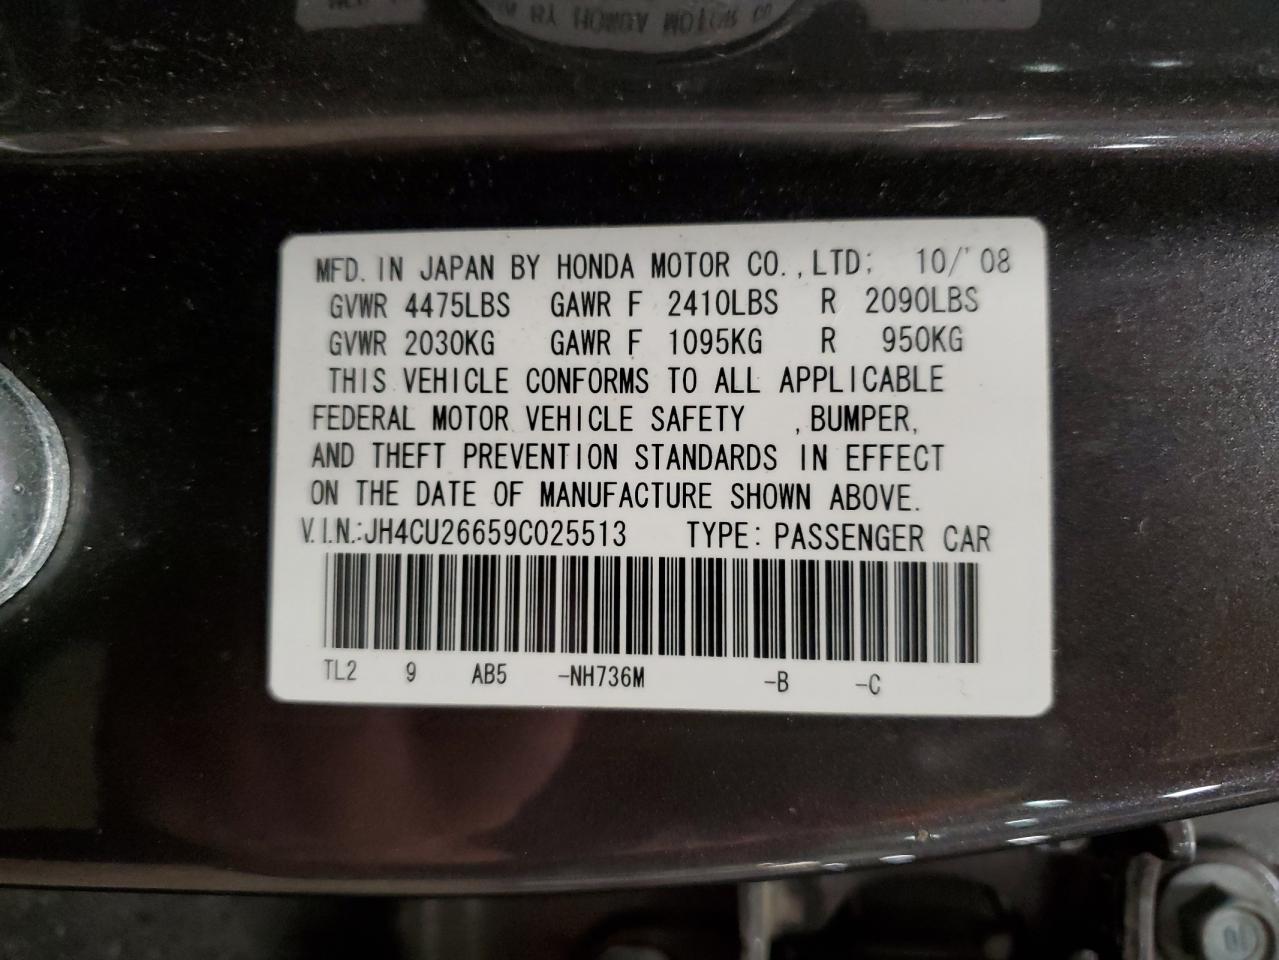 MFD. IN JAPAN BY HONDA MOTOR CO.,LTD; 10/'08
GVWR 4475LBS GAWR F 2410LBS R 2090LBS
GVWR 2030KG GAWR F 1095KG R 950KG
THIS VEHICLE CONFORMS TO ALL APPLICABLE
FEDERAL MOTOR VEHICLE SAFETY ,BUMPER,
AND THEFT PREVENTION STANDARDS IN EFFECT
ON THE DATE OF MANUFACTURE SHOWN ABOVE.
V.I.N.:JH4CU26659C025513 TYPE: PASSENGER CAR
TL2 9 AB5 -NH736M -B -C